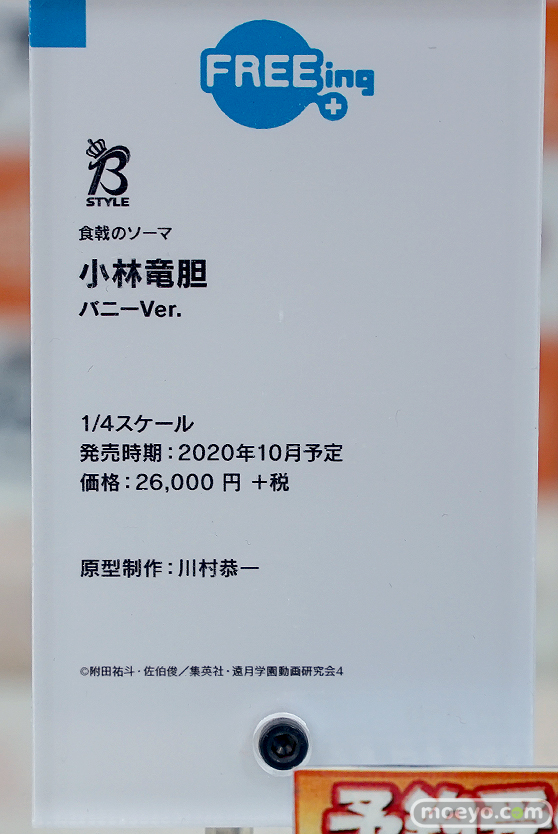 FREEing
B
STYLE
食戟のソーマ
小林竜胆
バニーVer.
1/4スケール
発売時期：2020年10月予定
価格：26,000 円 +税
原型制作：川村恭一
©附田祐斗・佐伯俊／集英社・遠月学園動画研究会4
moeyo.com